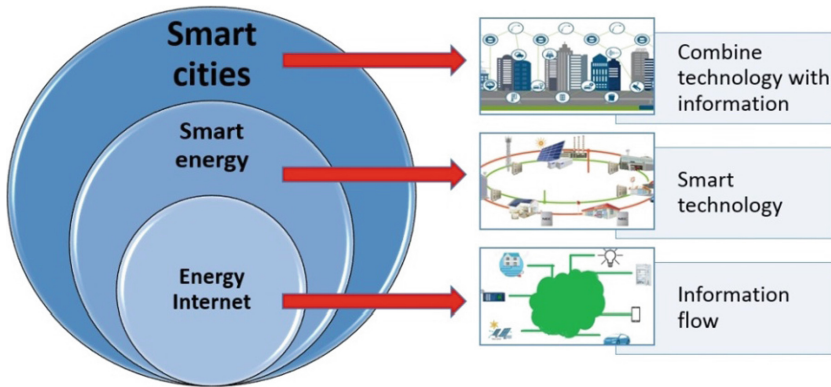 Smart
cities
Combine
technology with
information
Smart
energy
Smart
technology
Energy
Internet
Information
flow